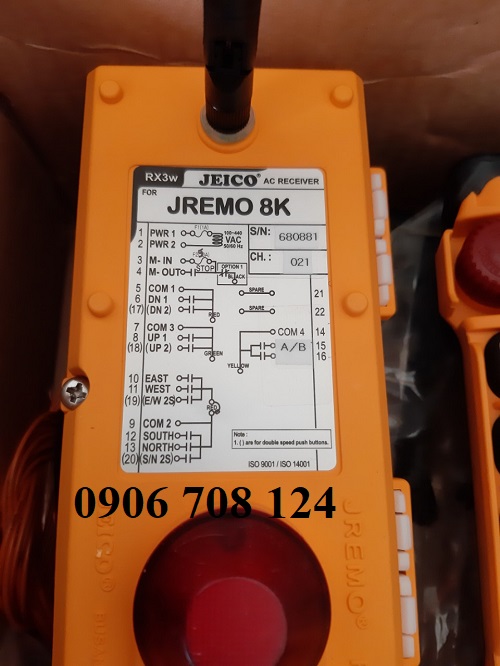 RX3w JEICO® AC RECEIVER
FOR JREMO 8K
1 PWR 1 F1(1A) 100~440 VAC 50/60 Hz S/N: 680881
2 PWR 2
3 M- IN STOP OPTION 1 CH.: 021
4 M- OUT BLACK
5 COM 1 SPARE 21
6 DN 1
(17) (DN 2) RED SPARE 22
7 COM 3 COM 4 14
8 UP 1 A/B 15
(18) (UP 2) GREEN YELLOW 16
10 EAST
11 WEST
(19) (E/W 2S) RED
9 COM 2
12 SOUTH
13 NORTH
(20) (S/N 2S)
Note :
1. ( ) are for double speed push buttons.
ISO 9001 / ISO 14001
0906 708 124
JEICO®
JREMO®